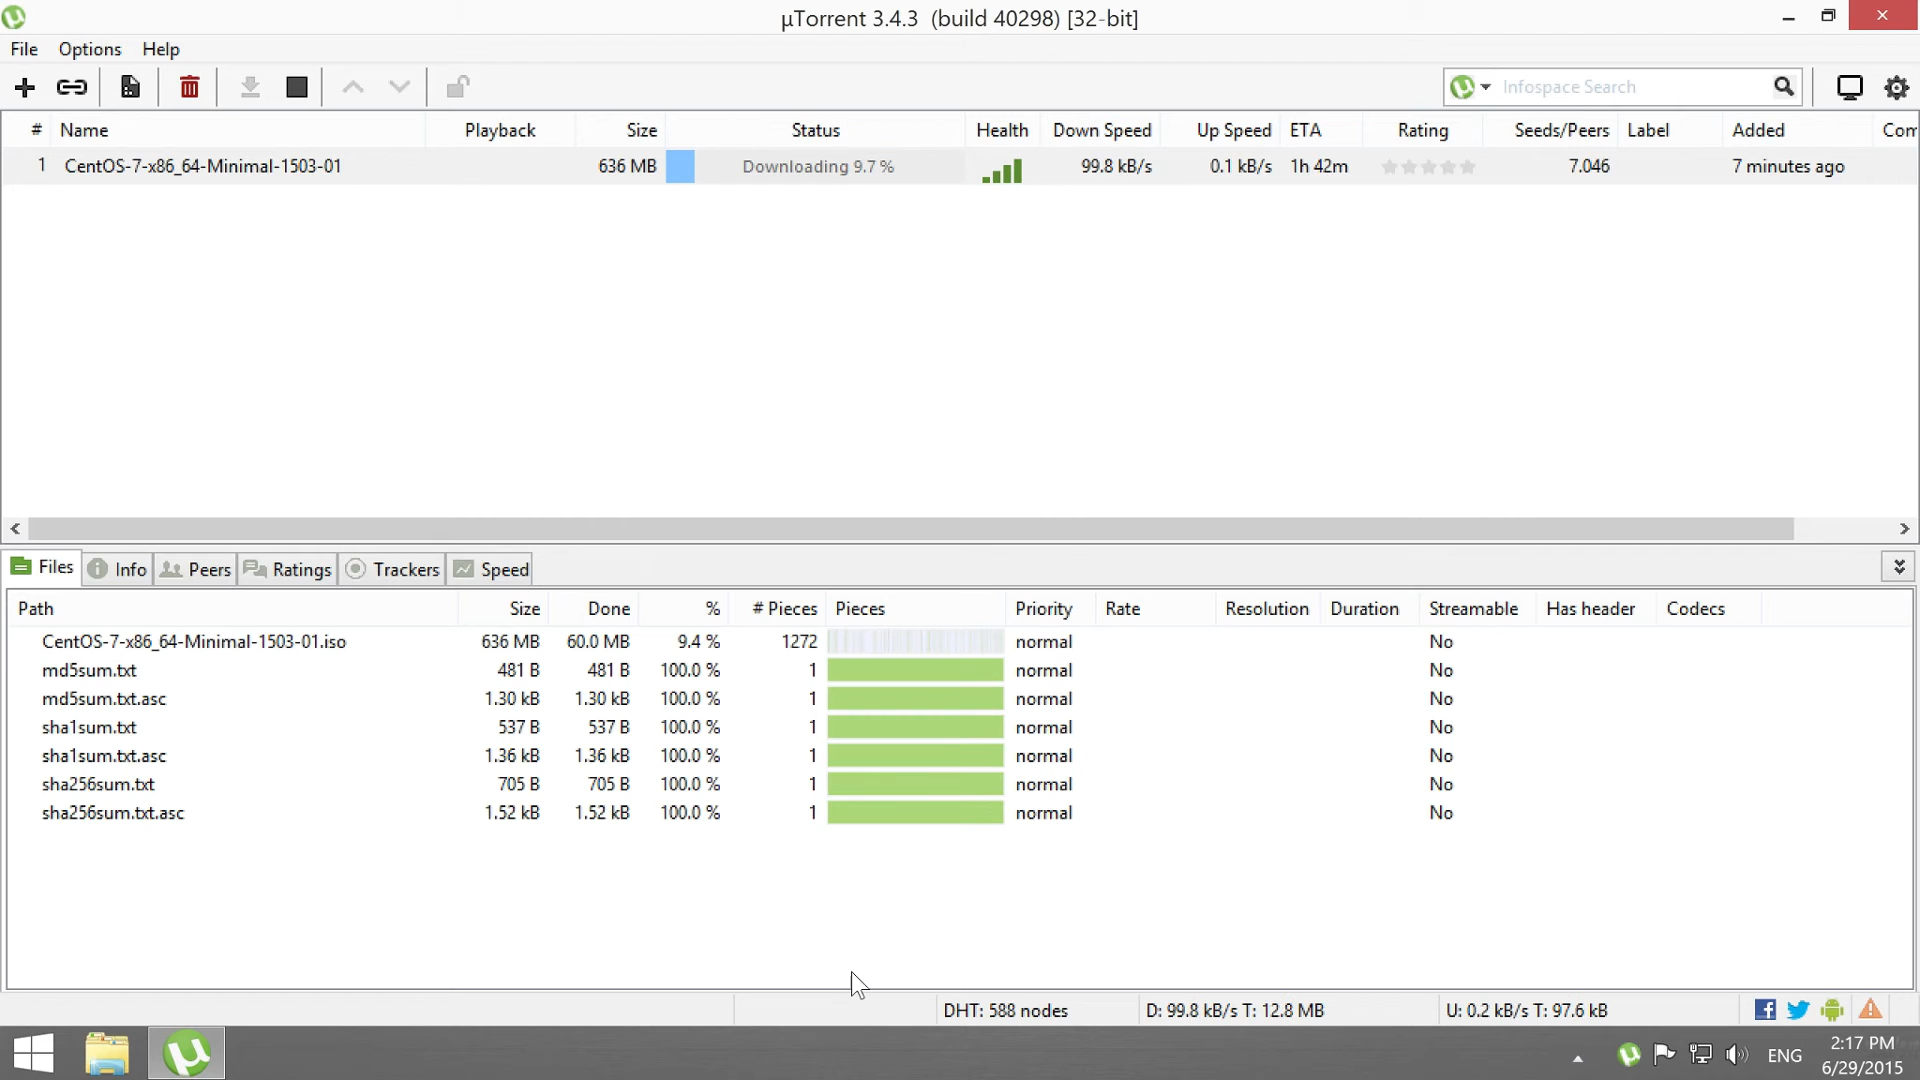 µTorrent 3.4.3 (build 40298) [32-bit]
File Options Help
Infospace Search
# Name Playback Size Status Health Down Speed Up Speed ETA Rating Seeds/Peers Label Added Com
1 CentOS-7-x86_64-Minimal-1503-01 636 MB Downloading 9.7 % 99.8 kB/s 0.1 kB/s 1h 42m 7.046 7 minutes ago
Files Info Peers Ratings Trackers Speed
Path Size Done % # Pieces Pieces Priority Rate Resolution Duration Streamable Has header Codecs
CentOS-7-x86_64-Minimal-1503-01.iso 636 MB 60.0 MB 9.4 % 1272 normal No
md5sum.txt 481 B 481 B 100.0 % 1 normal No
md5sum.txt.asc 1.30 kB 1.30 kB 100.0 % 1 normal No
sha1sum.txt 537 B 537 B 100.0 % 1 normal No
sha1sum.txt.asc 1.36 kB 1.36 kB 100.0 % 1 normal No
sha256sum.txt 705 B 705 B 100.0 % 1 normal No
sha256sum.txt.asc 1.52 kB 1.52 kB 100.0 % 1 normal No
DHT: 588 nodes D: 99.8 kB/s T: 12.8 MB U: 0.2 kB/s T: 97.6 kB
ENG 2:17 PM
6/29/2015